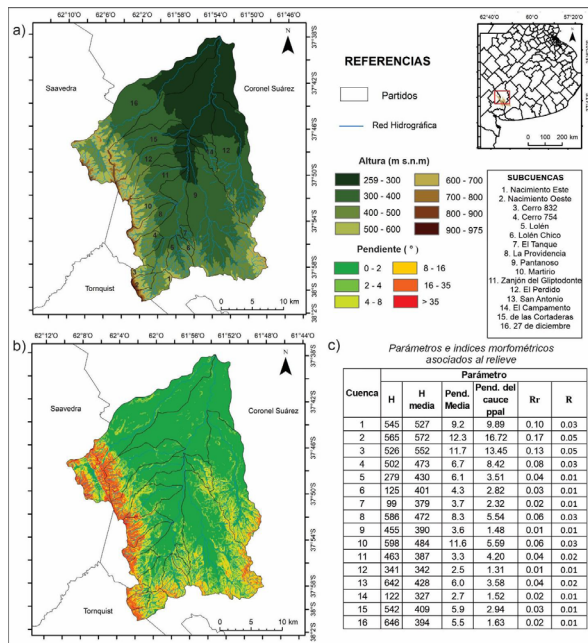 a)
62°12'O 62°8'O 62°4'O 62°0'O 61°56'O 61°52'O 61°48'O
61°58'O 61°54'O 61°46'O
Saavedra
Coronel Suárez
Tornquist
37°38'S
37°42'S
37°46'S
37°50'S
37°54'S
37°58'S
38°2'S
0 5 10 km
REFERENCIAS
Partidos
Red Hidrográfica
Altura (m s.n.m)
259 - 300 600 - 700
300 - 400 700 - 800
400 - 500 800 - 900
500 - 600 900 - 975
Pendiente ( º )
0 - 2 8 - 16
2 - 4 16 - 35
4 - 8 > 35
62°40'O 60°0'O 57°20'O
0 100 200 km
SUBCUENCAS
1. Nacimiento Este
2. Nacimiento Oeste
3. Cerro 832
4. Cerro 754
5. Lolén
6. Lolén Chico
7. El Tanque
8. La Providencia
9. Pantanoso
10. Martirio
11. Zanjón del Gliptodonte
12. El Perdido
13. San Antonio
14. El Campamento
15. de las Cortaderas
16. 27 de diciembre
b)
Saavedra
Coronel Suárez
Tornquist
37°38'S
37°42'S
37°46'S
37°50'S
37°54'S
37°58'S
38°2'S
0 5 10 km
c)
Parámetros e indices morfométricos
asociados al relieve
Parámetro
Cuenca H H media Pend. Media Pend. del cauce ppal Rr R
1 545 527 9.2 9.89 0.10 0.03
2 565 572 12.3 16.72 0.17 0.05
3 526 552 11.7 13.45 0.13 0.05
4 502 473 6.7 8.42 0.08 0.03
5 279 430 6.1 3.51 0.04 0.01
6 125 401 4.3 2.82 0.03 0.01
7 99 379 3.7 2.32 0.02 0.01
8 586 472 8.3 5.54 0.06 0.03
9 455 390 3.6 1.48 0.01 0.01
10 598 484 11.6 5.59 0.06 0.03
11 463 387 3.3 4.20 0.04 0.02
12 341 342 2.5 1.31 0.01 0.01
13 642 428 6.0 3.58 0.04 0.02
14 122 327 2.7 1.52 0.02 0.01
15 542 409 5.9 2.94 0.03 0.01
16 646 394 5.5 1.63 0.02 0.01